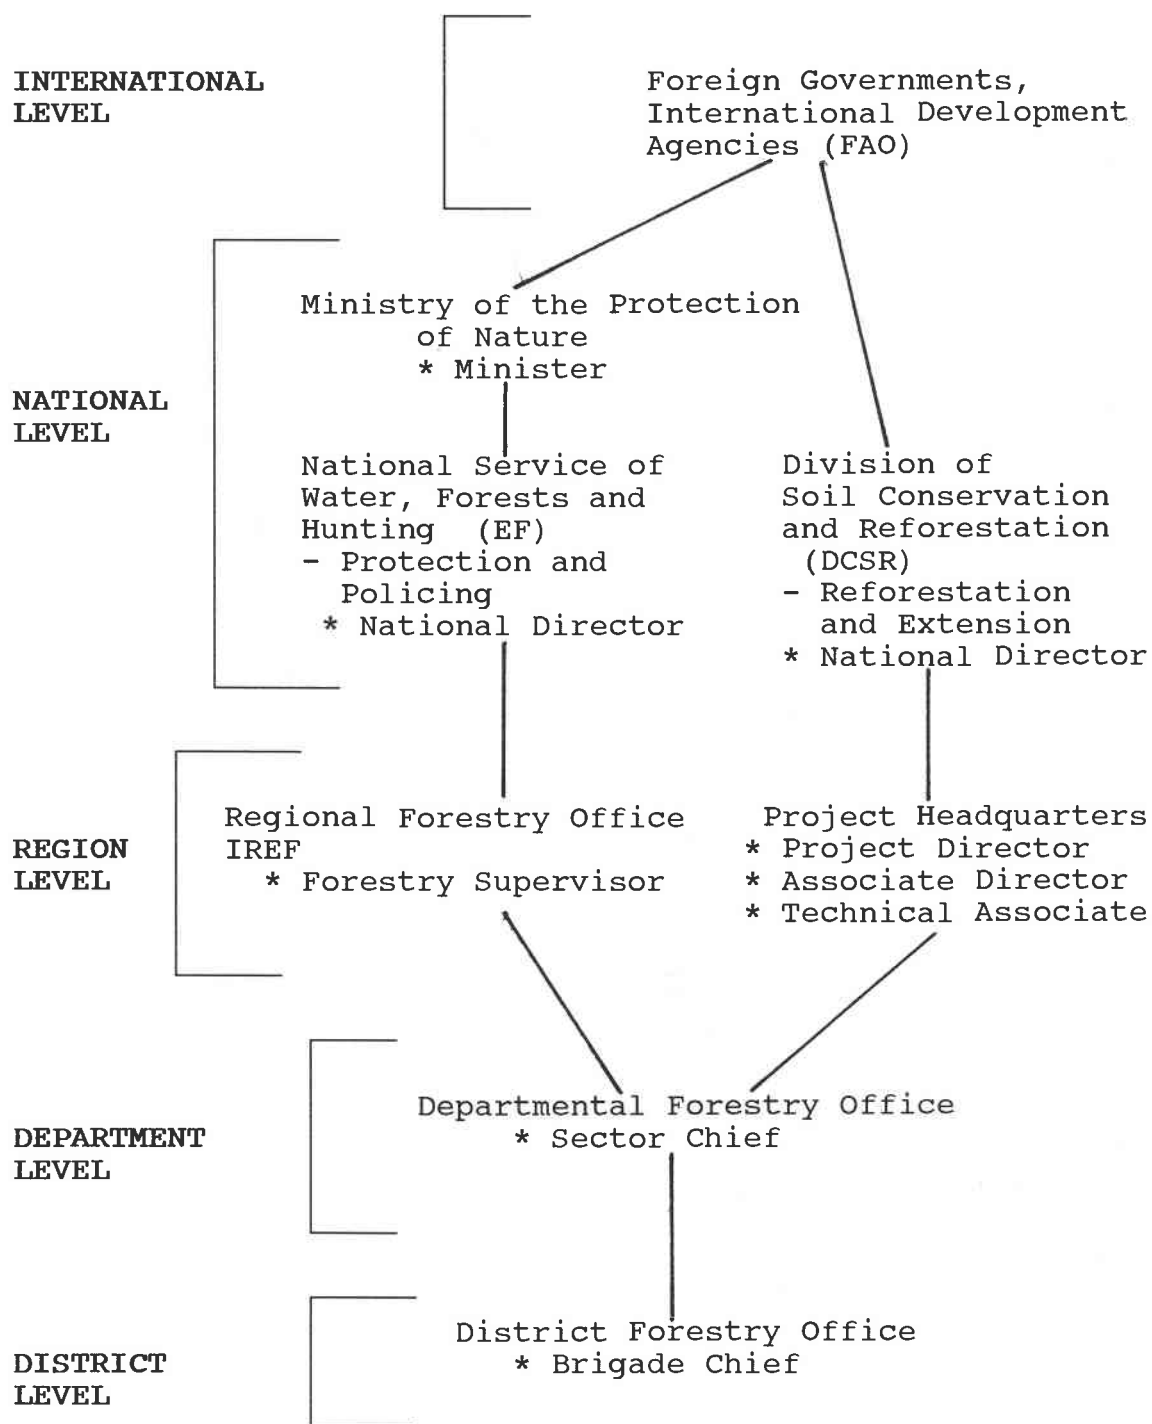 INTERNATIONAL
LEVEL
Foreign Governments,
International Development
Agencies (FAO)
NATIONAL
LEVEL
Ministry of the Protection
of Nature
* Minister
National Service of
Water, Forests and
Hunting (EF)
- Protection and
Policing
* National Director
Division of
Soil Conservation
and Reforestation
(DCSR)
- Reforestation
and Extension
* National Director
REGION
LEVEL
Regional Forestry Office
IREF
* Forestry Supervisor
Project Headquarters
* Project Director
* Associate Director
* Technical Associate
DEPARTMENT
LEVEL
Departmental Forestry Office
* Sector Chief
DISTRICT
LEVEL
District Forestry Office
* Brigade Chief